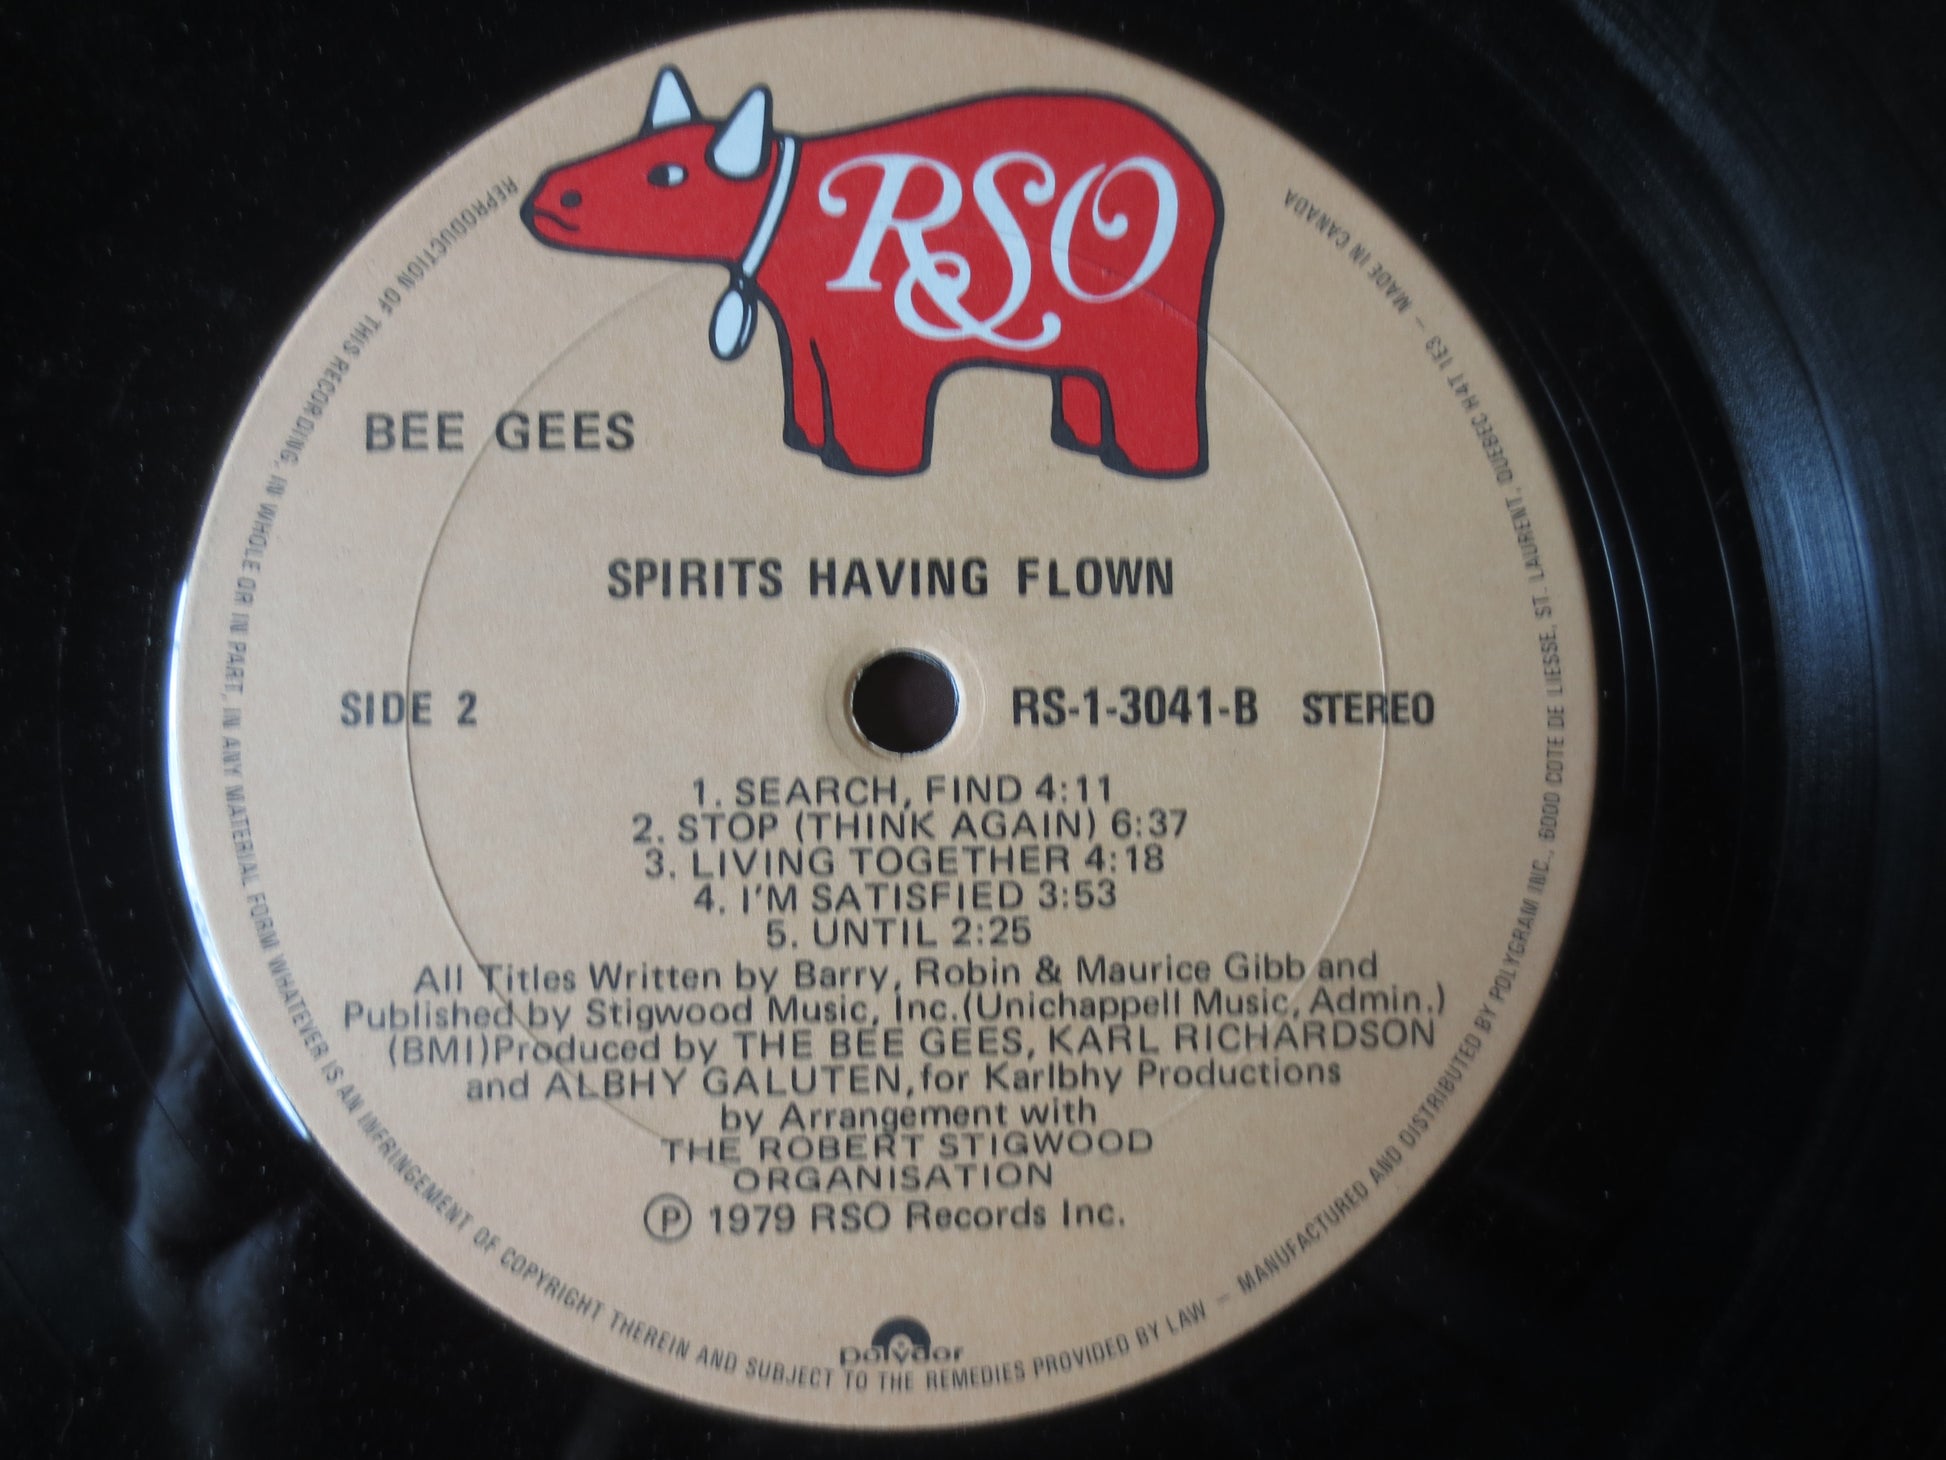 RSO
BEE GEES
SPIRITS HAVING FLOWN
SIDE 2
RS-1-3041-B STEREO
1. SEARCH, FIND 4:11
2. STOP (THINK AGAIN) 6:37
3. LIVING TOGETHER 4:18
4. I'M SATISFIED 3:53
5. UNTIL 2:25
All Titles Written by Barry, Robin & Maurice Gibb and
Published by Stigwood Music, Inc.(Unichappell Music, Admin.)
(BMI)Produced by THE BEE GEES, KARL RICHARDSON
and ALBHY GALUTEN, for Karlbhy Productions
by Arrangement with
THE ROBERT STIGWOOD
ORGANISATION
Ⓟ 1979 RSO Records Inc.
polydor
REPRODUCTION OF THIS RECORDING, IN WHOLE OR IN PART, IN ANY MATERIAL FORM WHATEVER IS AN INFRINGEMENT OF COPYRIGHT THEREIN AND SUBJECT TO THE REMEDIES PROVIDED BY LAW – MANUFACTURED AND DISTRIBUTED BY POLYGRAM INC., 6000 COTE DE LIESSE, ST. LAURENT, QUEBEC H4T 1E3 – MADE IN CANADA